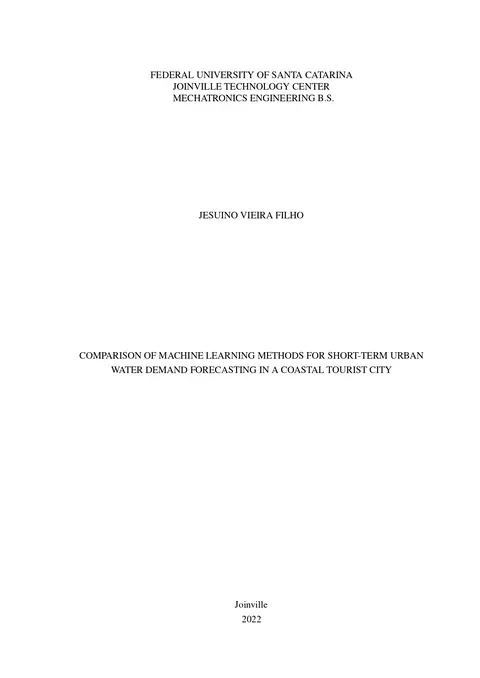 FEDERAL UNIVERSITY OF SANTA CATARINA
JOINVILLE TECHNOLOGY CENTER
MECHATRONICS ENGINEERING B.S.
JESUINO VIEIRA FILHO
COMPARISON OF MACHINE LEARNING METHODS FOR SHORT-TERM URBAN
WATER DEMAND FORECASTING IN A COASTAL TOURIST CITY
Joinville
2022